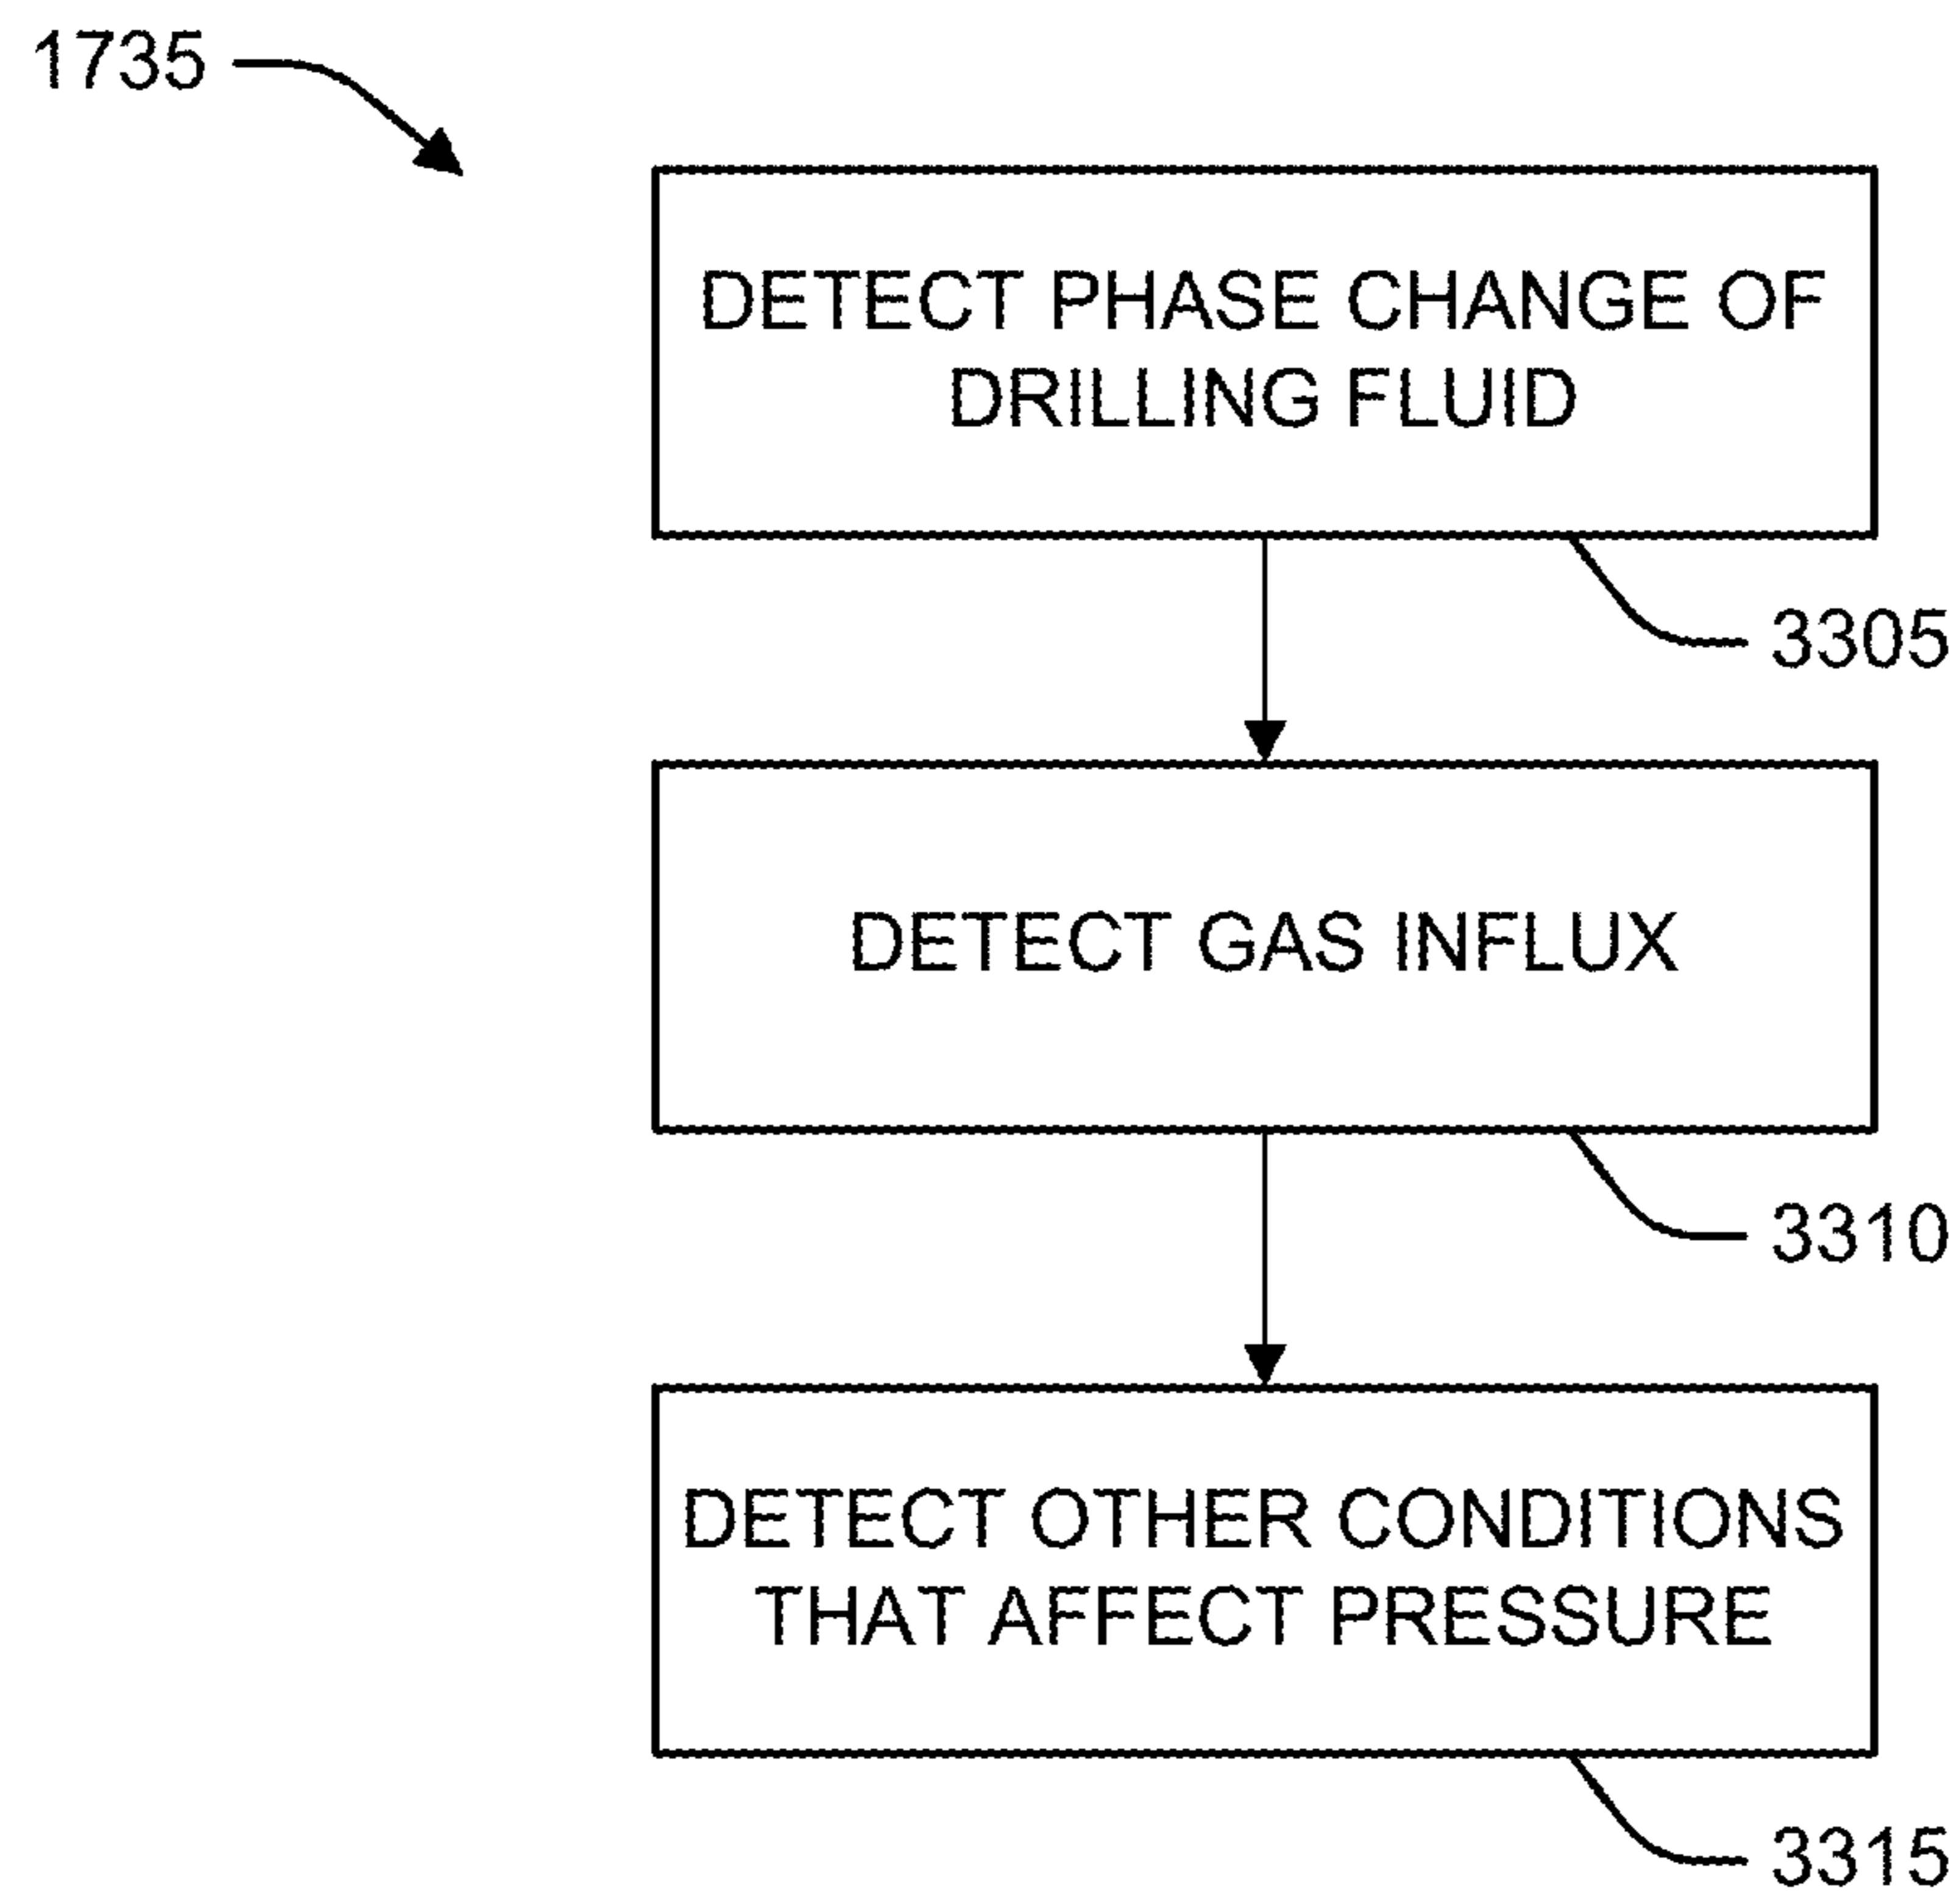 1735
DETECT PHASE CHANGE OF
DRILLING FLUID
3305
DETECT GAS INFLUX
3310
DETECT OTHER CONDITIONS
THAT AFFECT PRESSURE
3315